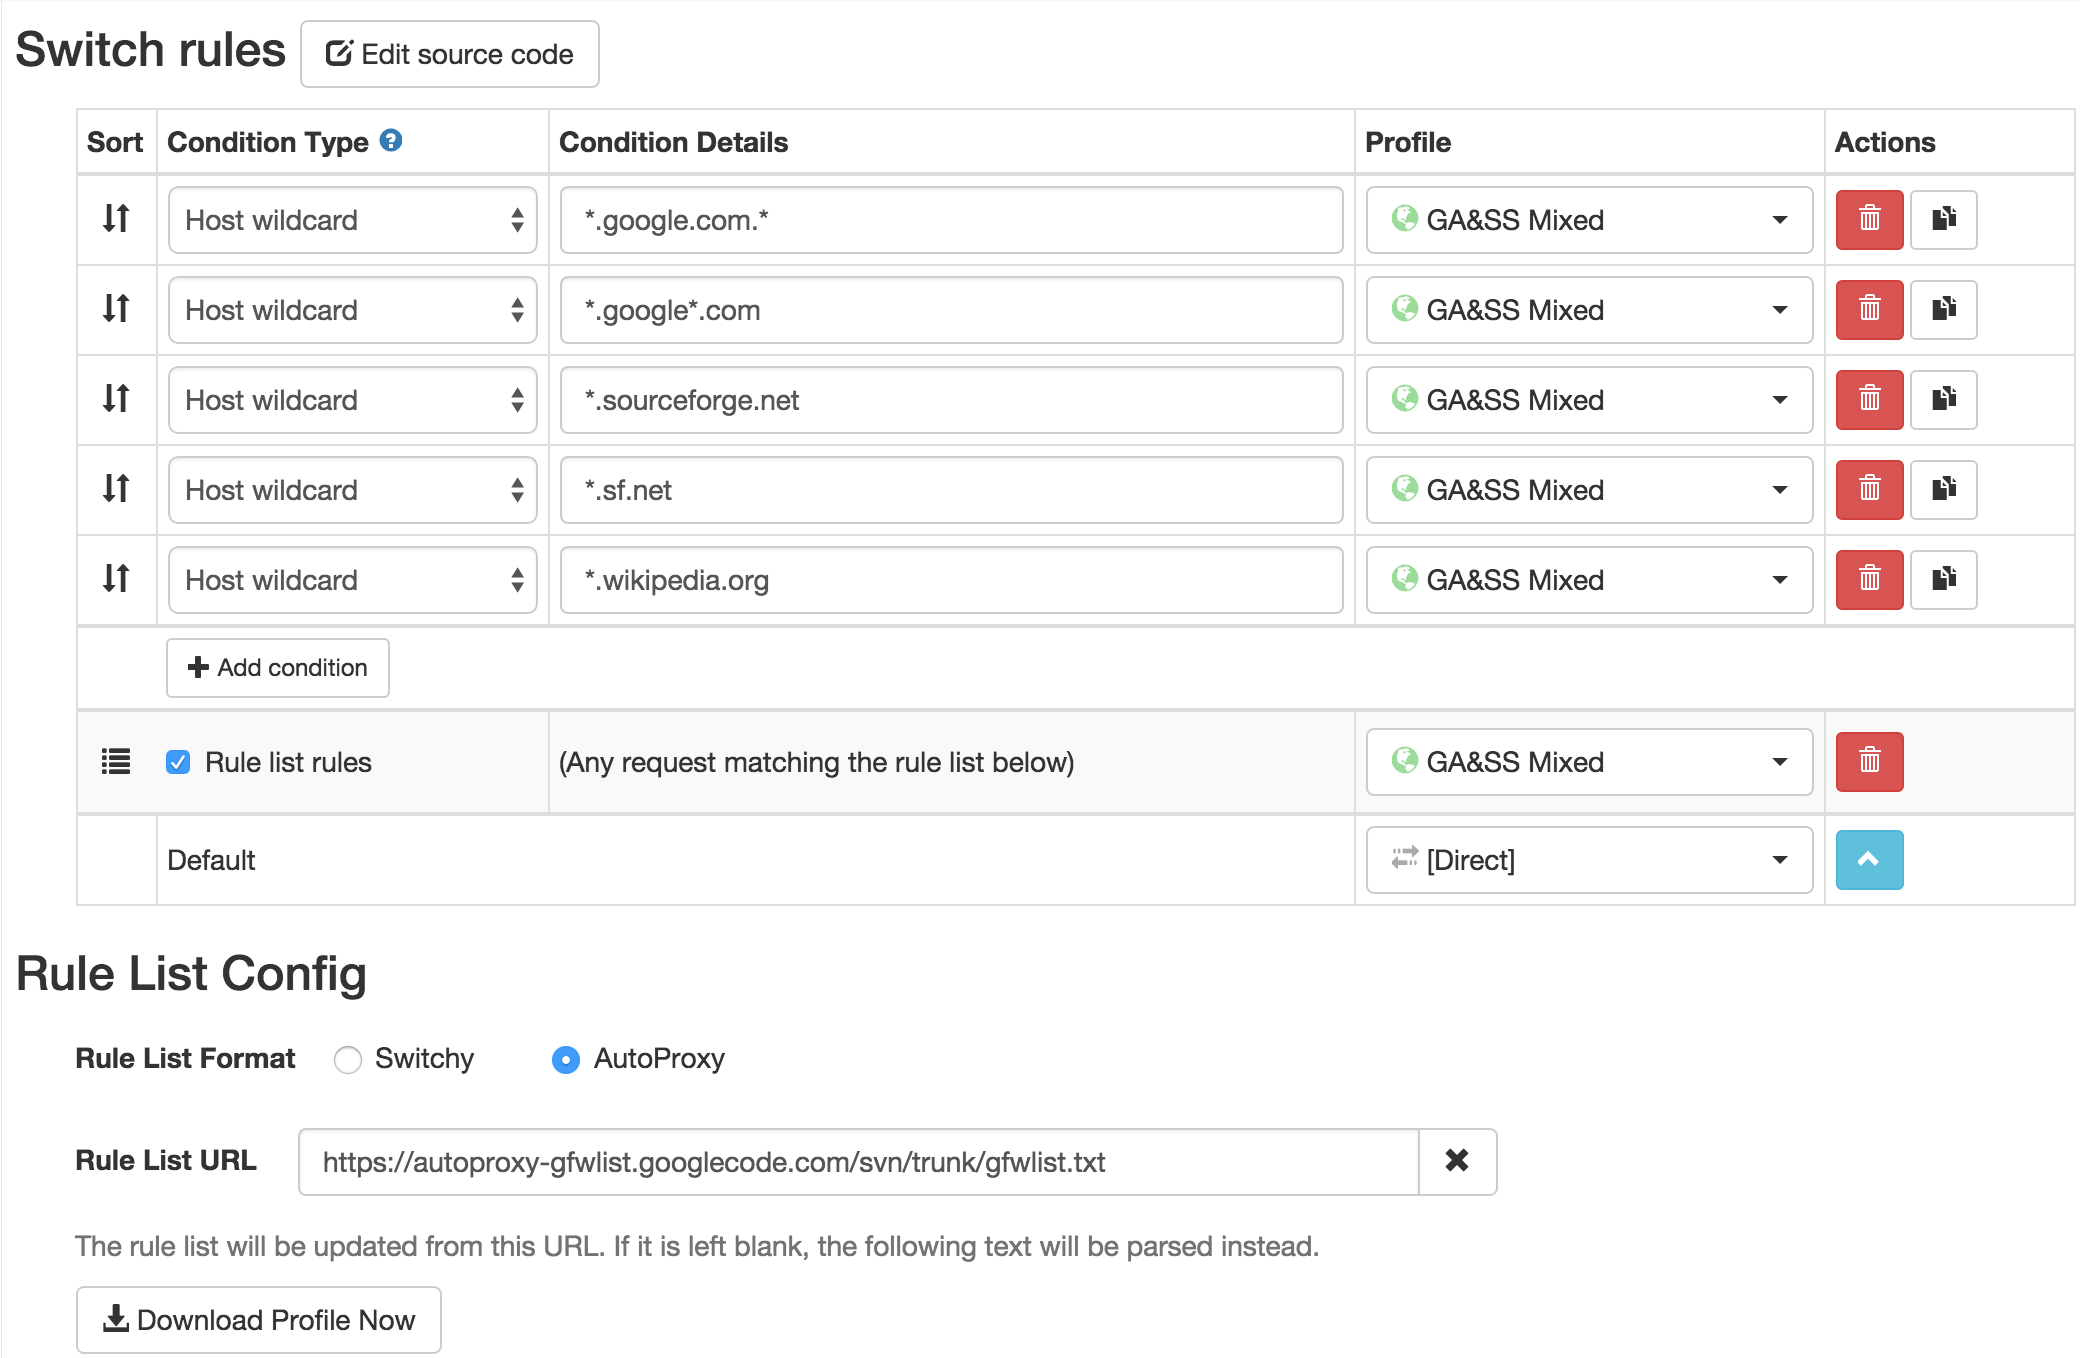 Switch rules Edit source code
Sort Condition Type ? Condition Details Profile Actions
Host wildcard *.google.com.* GA&SS Mixed
Host wildcard *.google*.com GA&SS Mixed
Host wildcard *.sourceforge.net GA&SS Mixed
Host wildcard *.sf.net GA&SS Mixed
Host wildcard *.wikipedia.org GA&SS Mixed
Add condition
Rule list rules (Any request matching the rule list below) GA&SS Mixed
Default [Direct]
Rule List Config
Rule List Format Switchy AutoProxy
Rule List URL https://autoproxy-gfwlist.googlecode.com/svn/trunk/gfwlist.txt
The rule list will be updated from this URL. If it is left blank, the following text will be parsed instead.
Download Profile Now